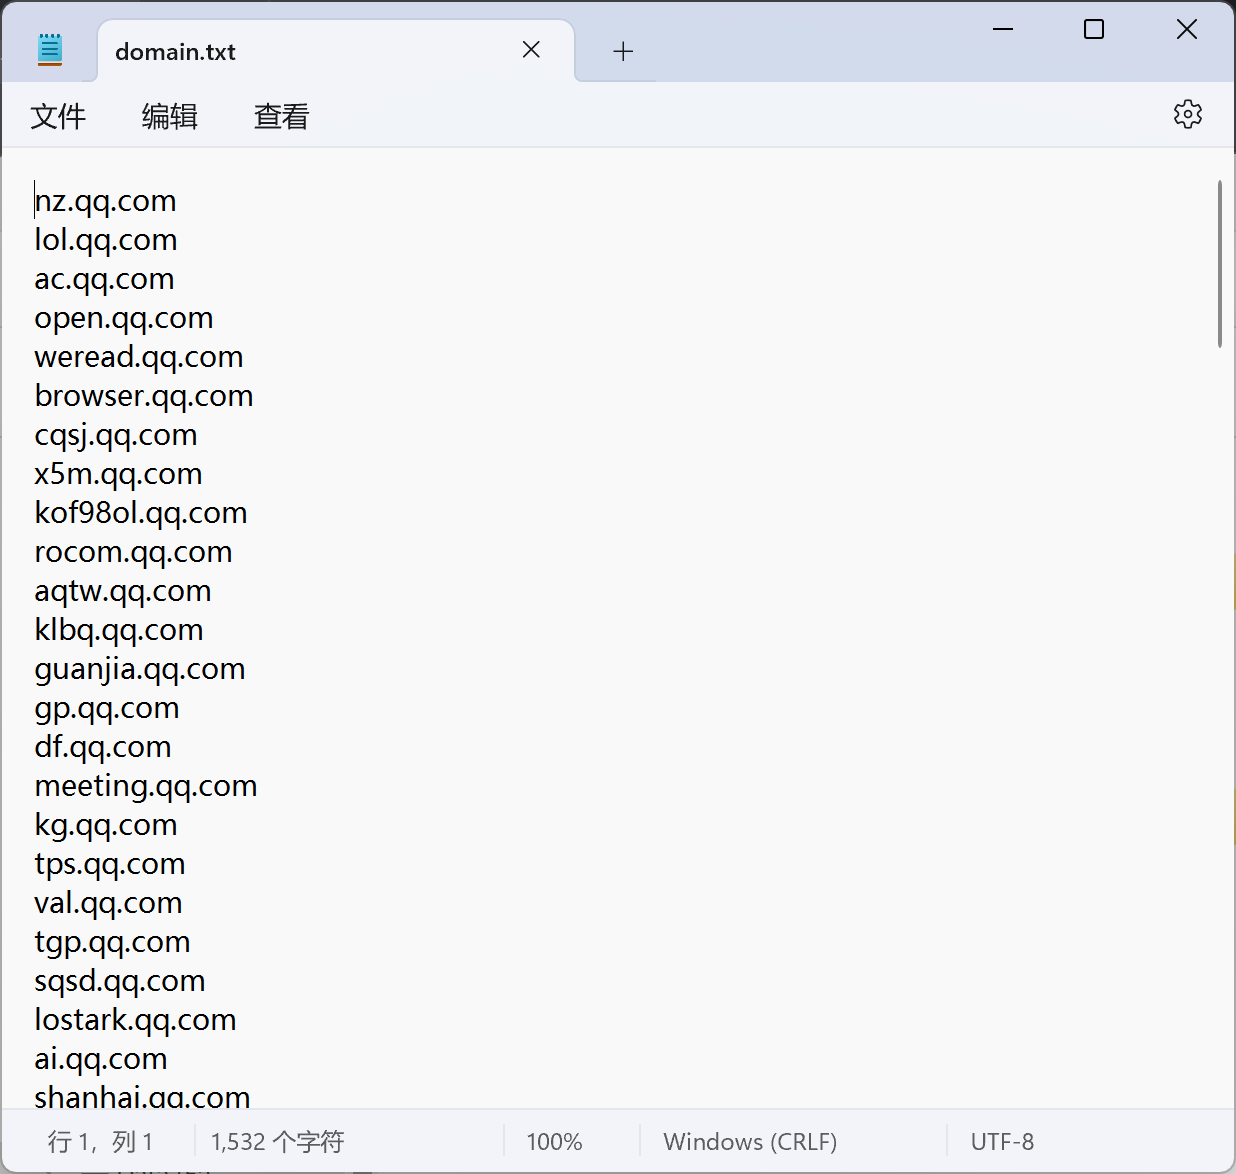 domain.txt
文件 编辑 查看
nz.qq.com
lol.qq.com
ac.qq.com
open.qq.com
weread.qq.com
browser.qq.com
cqsj.qq.com
x5m.qq.com
kof98ol.qq.com
rocom.qq.com
aqtw.qq.com
klbq.qq.com
guanjia.qq.com
gp.qq.com
df.qq.com
meeting.qq.com
kg.qq.com
tps.qq.com
val.qq.com
tgp.qq.com
sqsd.qq.com
lostark.qq.com
ai.qq.com
shanhai.qq.com
行 1，列 1 1,532 个字符 100% Windows (CRLF) UTF-8